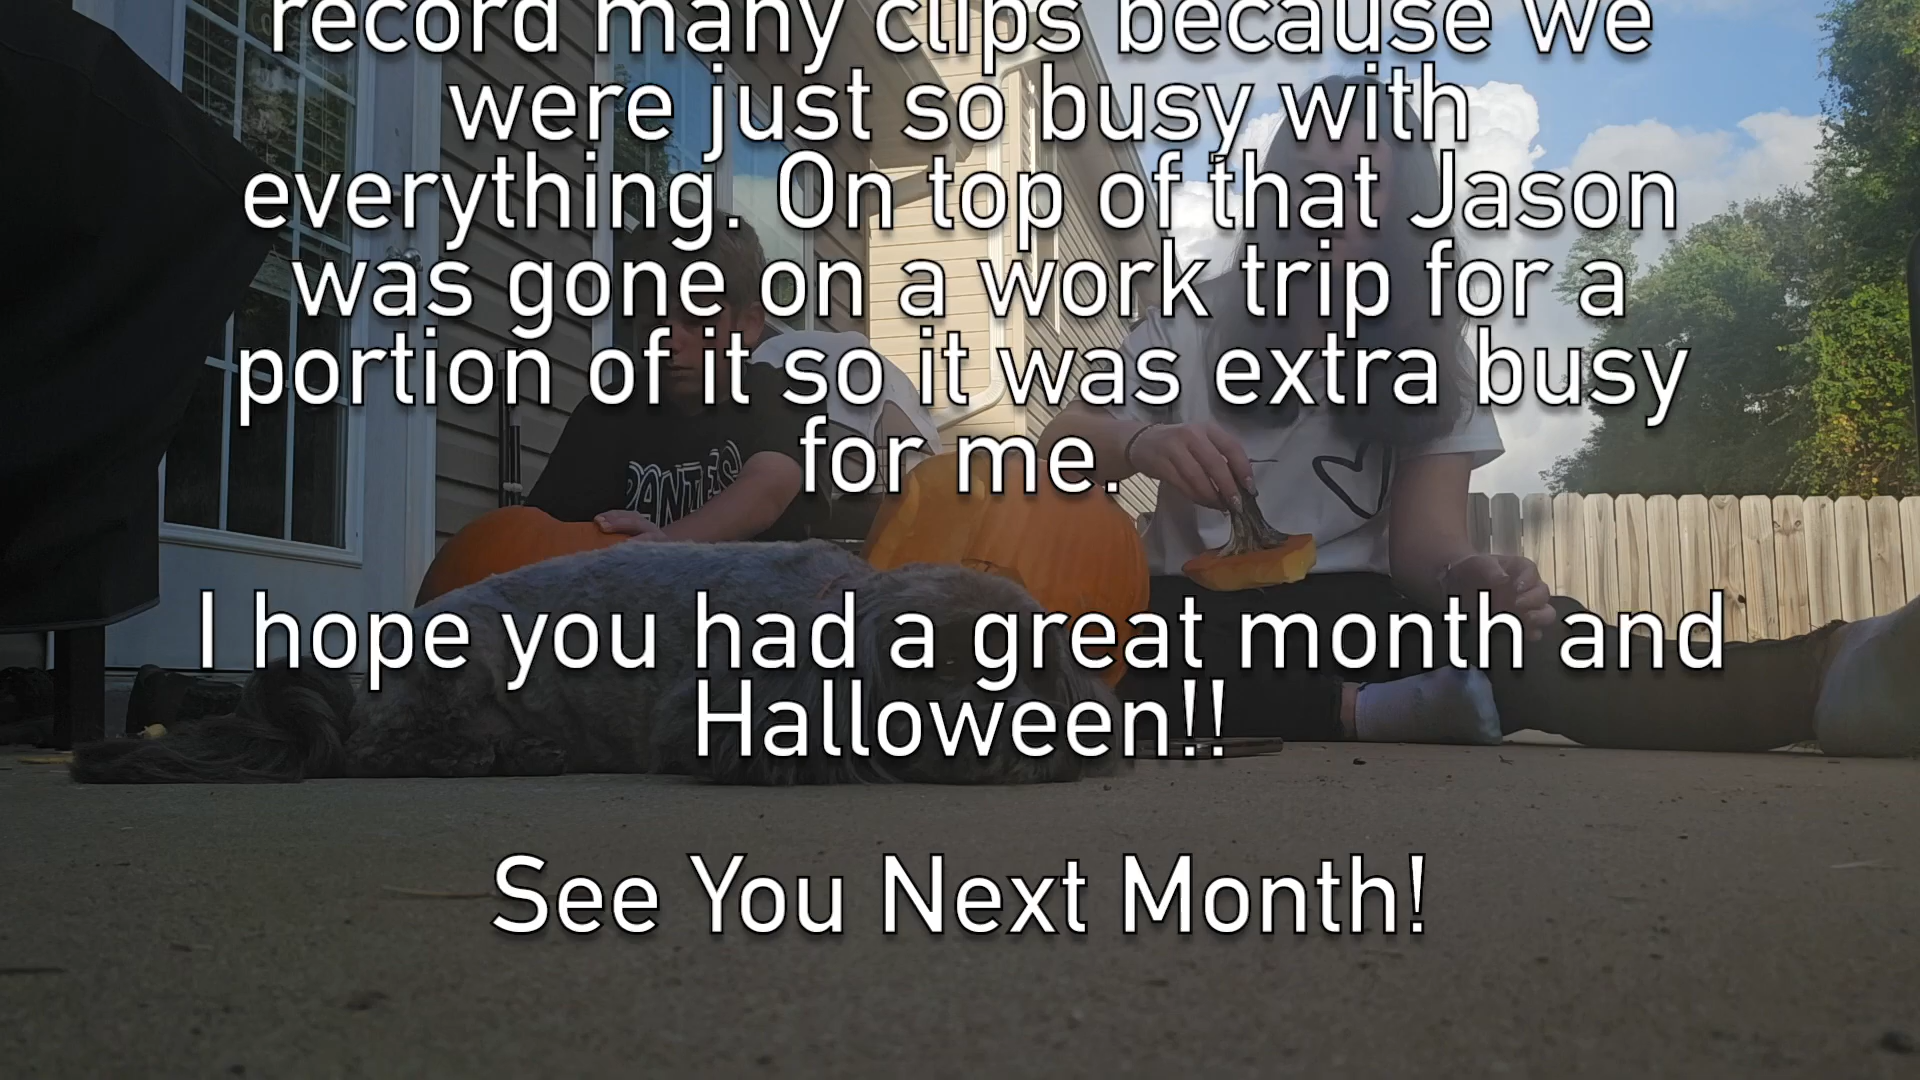 record many clips because we
were just so busy with
everything. On top of that Jason
was gone on a work trip for a
portion of it so it was extra busy
for me.
I hope you had a great month and
Halloween!!
See You Next Month!